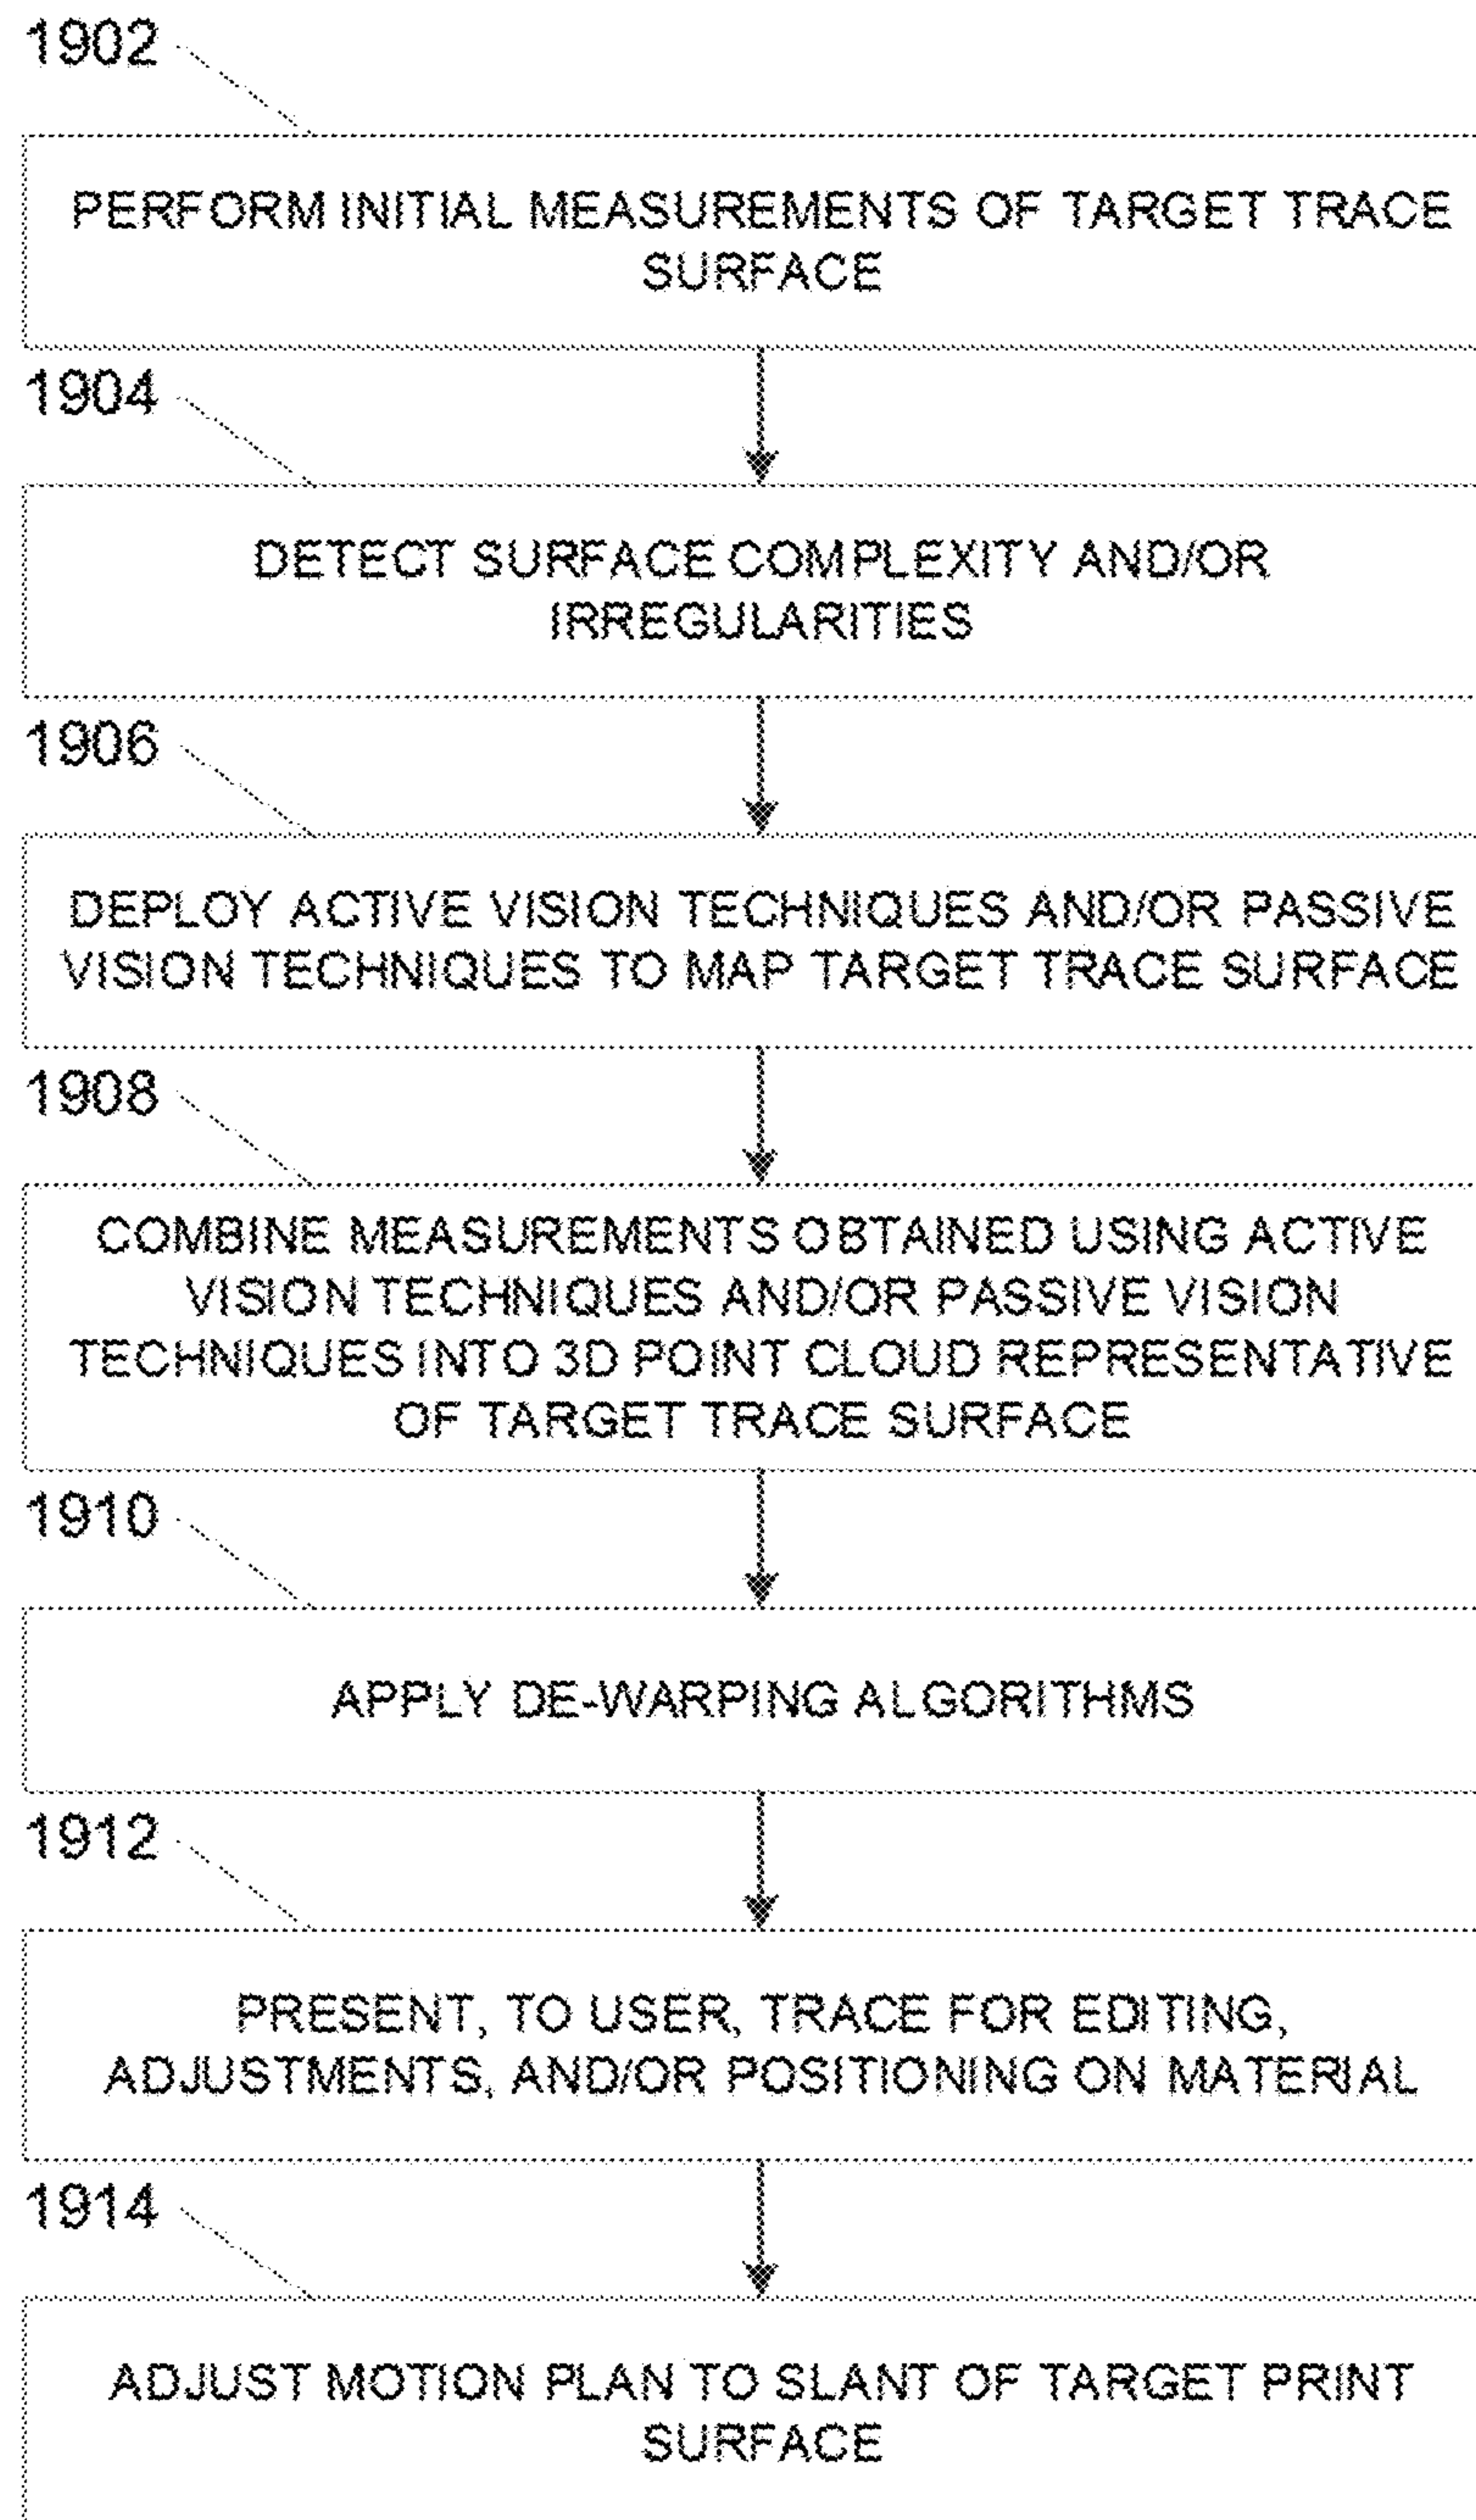 1902
PERFORM INITIAL MEASUREMENTS OF TARGET TRACE
SURFACE
1904
DETECT SURFACE COMPLEXITY AND/OR
IRREGULARITIES
1906
DEPLOY ACTIVE VISION TECHNIQUES AND/OR PASSIVE
VISION TECHNIQUES TO MAP TARGET TRACE SURFACE
1908
COMBINE MEASUREMENTS OBTAINED USING ACTIVE
VISION TECHNIQUES AND/OR PASSIVE VISION
TECHNIQUES INTO 3D POINT CLOUD REPRESENTATIVE
OF TARGET TRACE SURFACE
1910
APPLY DE-WARPING ALGORITHMS
1912
PRESENT, TO USER, TRACE FOR EDITING,
ADJUSTMENTS, AND/OR POSITIONING ON MATERIAL
1914
ADJUST MOTION PLAN TO SLANT OF TARGET PRINT
SURFACE